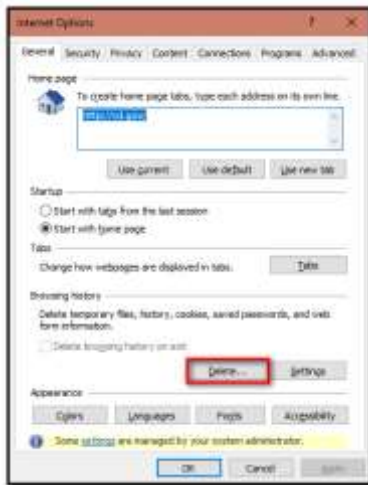 Internet Options
? ×
General Security Privacy Content Connections Programs Advanced
Home page
To create home page tabs, type each address on its own line.
Use current Use default Use new tab
Startup
Start with tabs from the last session
Start with home page
Tabs
Change how webpages are displayed in tabs. Tabs
Browsing history
Delete temporary files, history, cookies, saved passwords, and web
form information.
Delete browsing history on exit
Delete... Settings
Appearance
Colors Languages Fonts Accessibility
Some settings are managed by your system administrator.
OK Cancel Apply